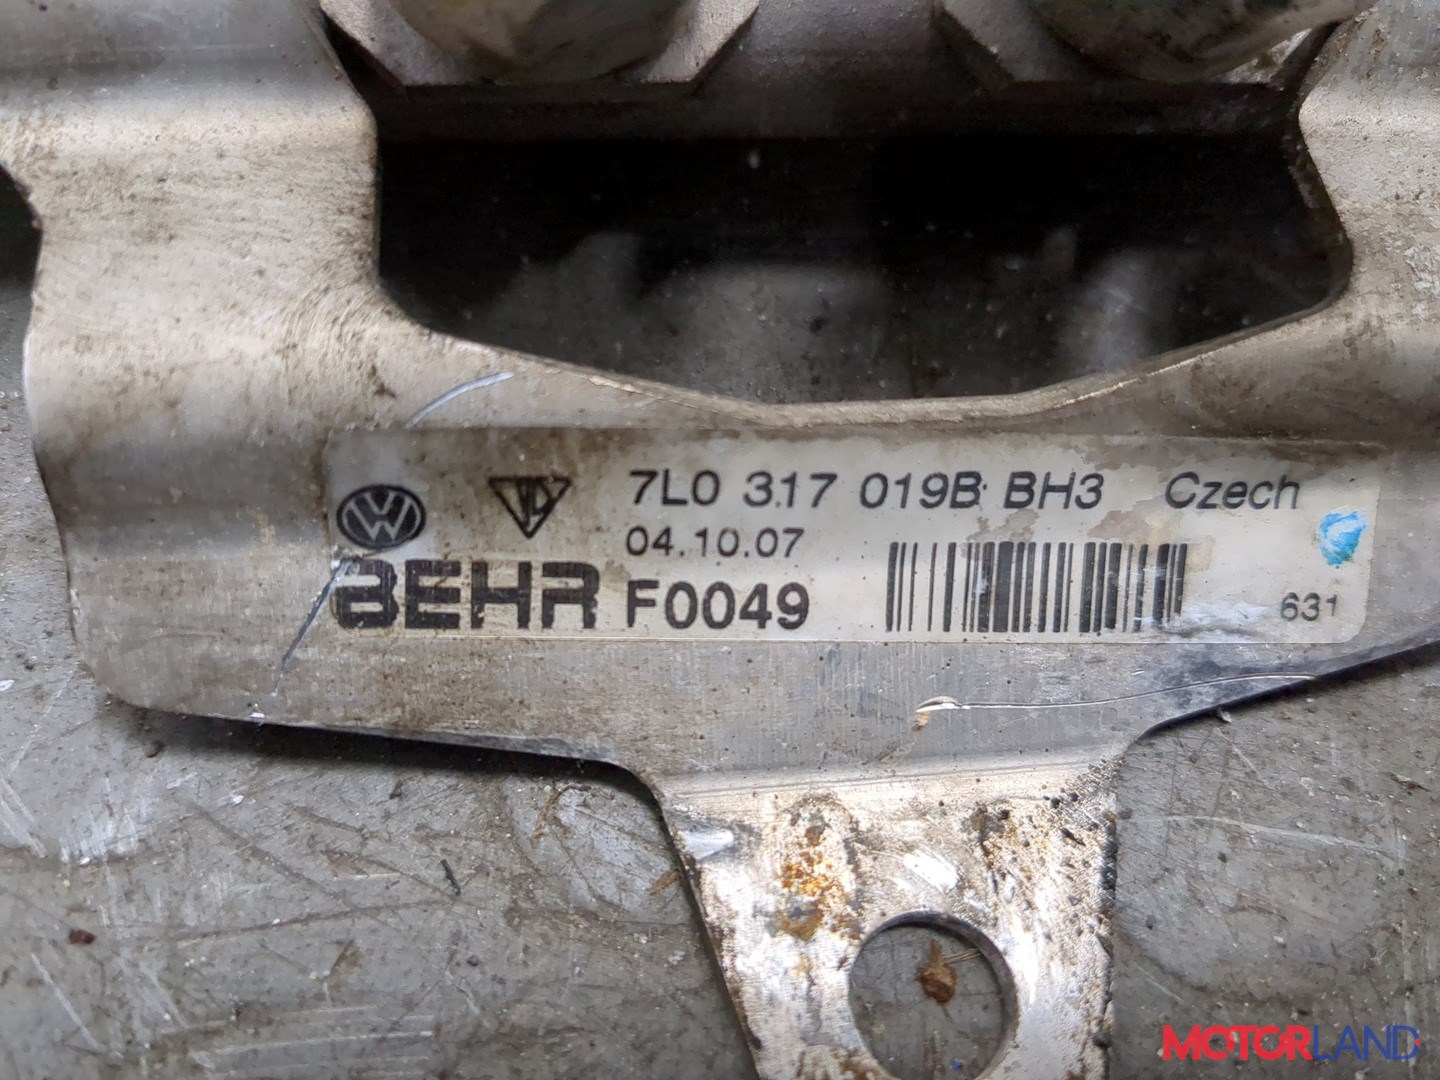 7L0 317 019B BH3 Czech
04.10.07
BEHR F0049
631
MOTORLAND